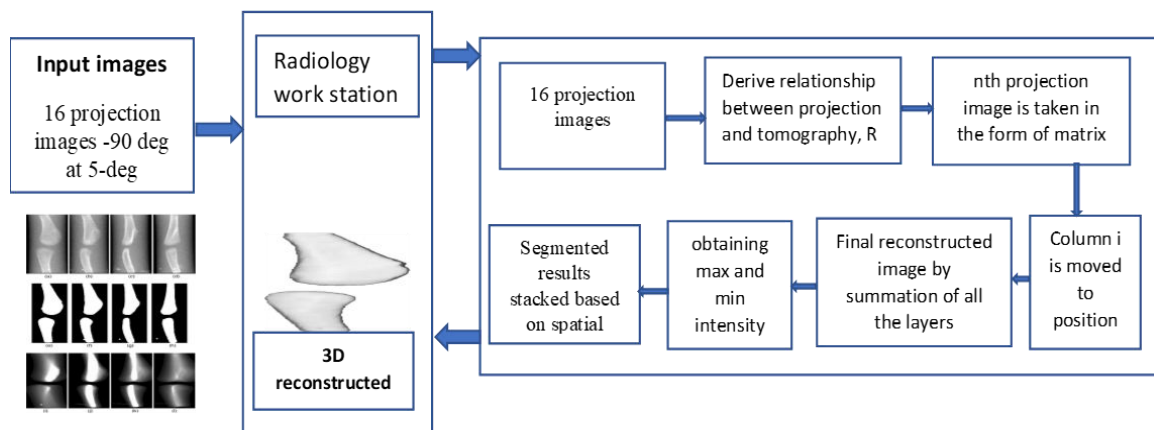 Input images
16 projection
images -90 deg
at 5-deg
Radiology
work station
3D
reconstructed
16 projection
images
Derive relationship
between projection
and tomography, R
nth projection
image is taken in
the form of matrix
Column i
is moved
to
position
Final reconstructed
image by
summation of all
the layers
obtaining
max and
min
intensity
Segmented
results
stacked based
on spatial